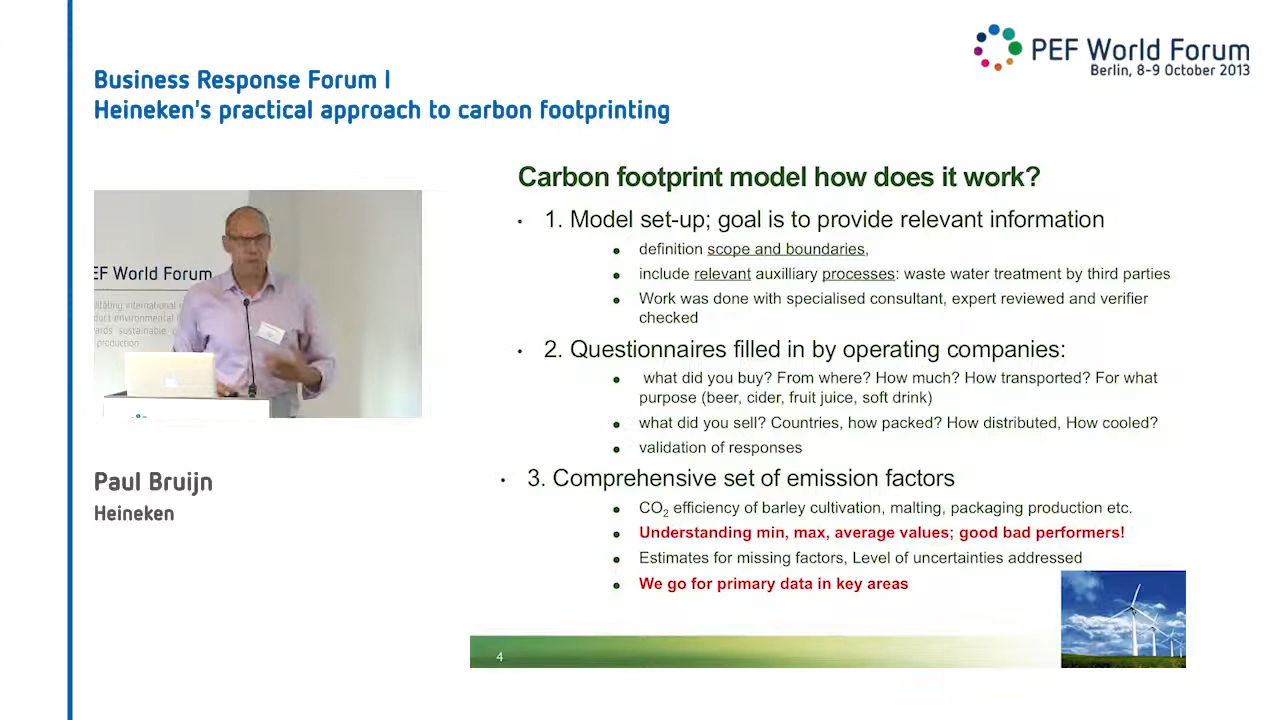 PEF World Forum
Berlin, 8-9 October 2013
Business Response Forum I
Heineken's practical approach to carbon footprinting
EF World Forum
Paul Bruijn
Heineken
Carbon footprint model how does it work?
• 1. Model set-up; goal is to provide relevant information
• definition scope and boundaries,
• include relevant auxilliary processes: waste water treatment by third parties
• Work was done with specialised consultant, expert reviewed and verifier
checked
• 2. Questionnaires filled in by operating companies:
• what did you buy? From where? How much? How transported? For what
purpose (beer, cider, fruit juice, soft drink)
• what did you sell? Countries, how packed? How distributed, How cooled?
• validation of responses
• 3. Comprehensive set of emission factors
• CO2 efficiency of barley cultivation, malting, packaging production etc.
• Understanding min, max, average values; good bad performers!
• Estimates for missing factors, Level of uncertainties addressed
• We go for primary data in key areas
4